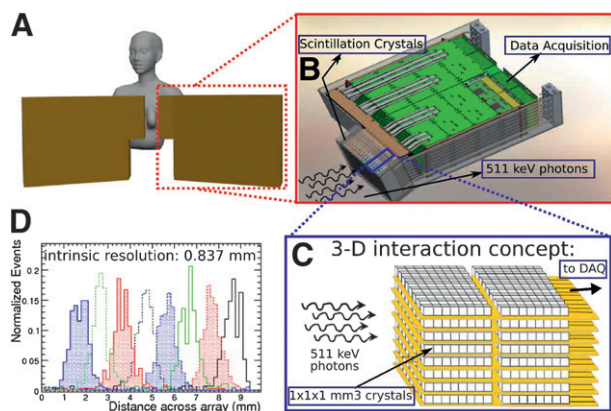 A
B
Scintillation Crystals
Data Acquisition
511 keV photons
D
intrinsic resolution: 0.837 mm
Normalized Events
0.2
0.15
0.1
0.05
0
0 1 2 3 4 5 6 7 8 9
Distance across array (mm)
C 3-D interaction concept:
to DAQ
511 keV
photons
1x1x1 mm3 crystals